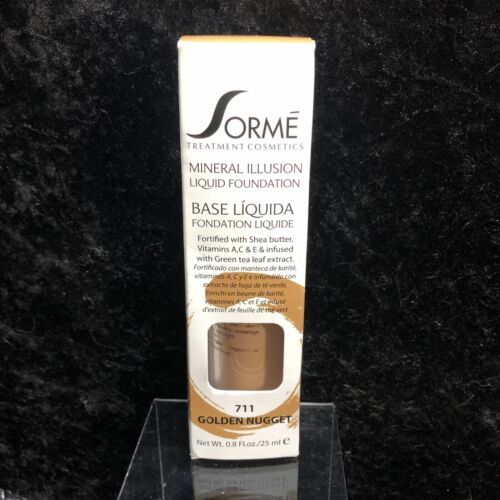 SORMÉ
TREATMENT COSMETICS
MINERAL ILLUSION
LIQUID FOUNDATION
BASE LÍQUIDA
FONDATION LIQUIDE
Fortified with Shea butter,
Vitamins A,C & E & infused
with Green tea leaf extract.
Fortificado con manteca de karité,
vitaminas A, C y E e infundido con
extracto de hoja de té verde,
Enrichi en beurre de karité,
vitamines A, C et E et infusé
d'extrait de feuille de thé vert
711
GOLDEN NUGGET
Net Wt. 0.8 Fl.oz./25 ml e